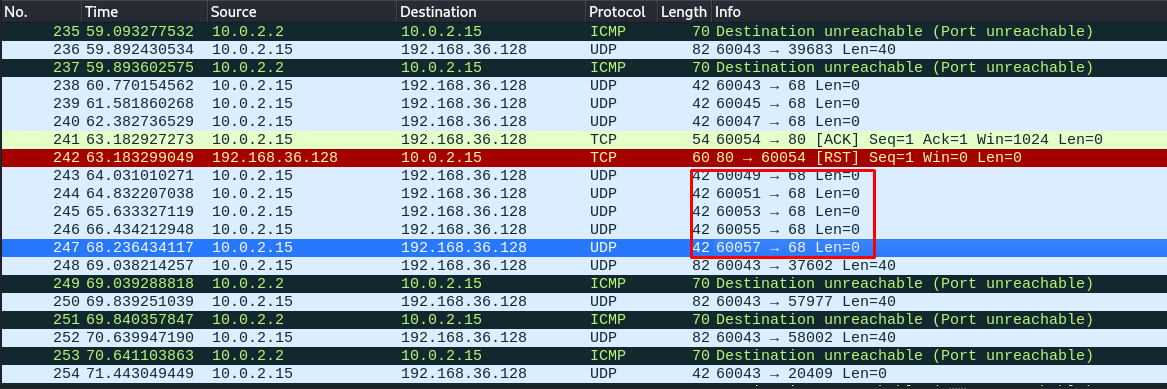 No. Time Source Destination Protocol Length Info
235 59.093277532 10.0.2.2 10.0.2.15 ICMP 70 Destination unreachable (Port unreachable)
236 59.892430534 10.0.2.15 192.168.36.128 UDP 82 60043 → 39683 Len=40
237 59.893602575 10.0.2.2 10.0.2.15 ICMP 70 Destination unreachable (Port unreachable)
238 60.770154562 10.0.2.15 192.168.36.128 UDP 42 60043 → 68 Len=0
239 61.581860268 10.0.2.15 192.168.36.128 UDP 42 60045 → 68 Len=0
240 62.382736529 10.0.2.15 192.168.36.128 UDP 42 60047 → 68 Len=0
241 63.182927273 10.0.2.15 192.168.36.128 TCP 54 60054 → 80 [ACK] Seq=1 Ack=1 Win=1024 Len=0
242 63.183299049 192.168.36.128 10.0.2.15 TCP 60 80 → 60054 [RST] Seq=1 Win=0 Len=0
243 64.031010271 10.0.2.15 192.168.36.128 UDP 42 60049 → 68 Len=0
244 64.832207038 10.0.2.15 192.168.36.128 UDP 42 60051 → 68 Len=0
245 65.633327119 10.0.2.15 192.168.36.128 UDP 42 60053 → 68 Len=0
246 66.434212948 10.0.2.15 192.168.36.128 UDP 42 60055 → 68 Len=0
247 68.236434117 10.0.2.15 192.168.36.128 UDP 42 60057 → 68 Len=0
248 69.038214257 10.0.2.15 192.168.36.128 UDP 82 60043 → 37602 Len=40
249 69.039288818 10.0.2.2 10.0.2.15 ICMP 70 Destination unreachable (Port unreachable)
250 69.839251039 10.0.2.15 192.168.36.128 UDP 82 60043 → 57977 Len=40
251 69.840357847 10.0.2.2 10.0.2.15 ICMP 70 Destination unreachable (Port unreachable)
252 70.639947190 10.0.2.15 192.168.36.128 UDP 82 60043 → 58002 Len=40
253 70.641103863 10.0.2.2 10.0.2.15 ICMP 70 Destination unreachable (Port unreachable)
254 71.443049449 10.0.2.15 192.168.36.128 UDP 42 60043 → 20409 Len=0